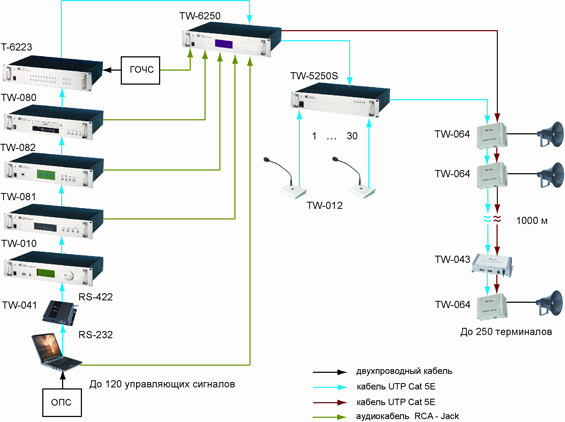 TW-6250
T-6223
ГОЧС
TW-5250S
TW-080
1 ... 30
TW-064
TW-082
TW-064
TW-012
TW-081
1000 м
TW-010
TW-043
RS-422
TW-041
TW-064
RS-232
До 250 терминалов
До 120 управляющих сигналов
двухпроводный кабель
кабель UTP Cat 5E
ОПС
кабель UTP Cat 5E
аудиокабель RCA - Jack